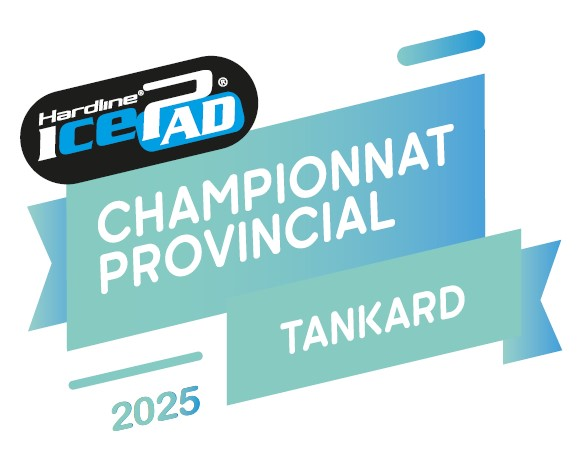 Hardline®
icePAD®
CHAMPIONNAT
PROVINCIAL
TANKARD
2025